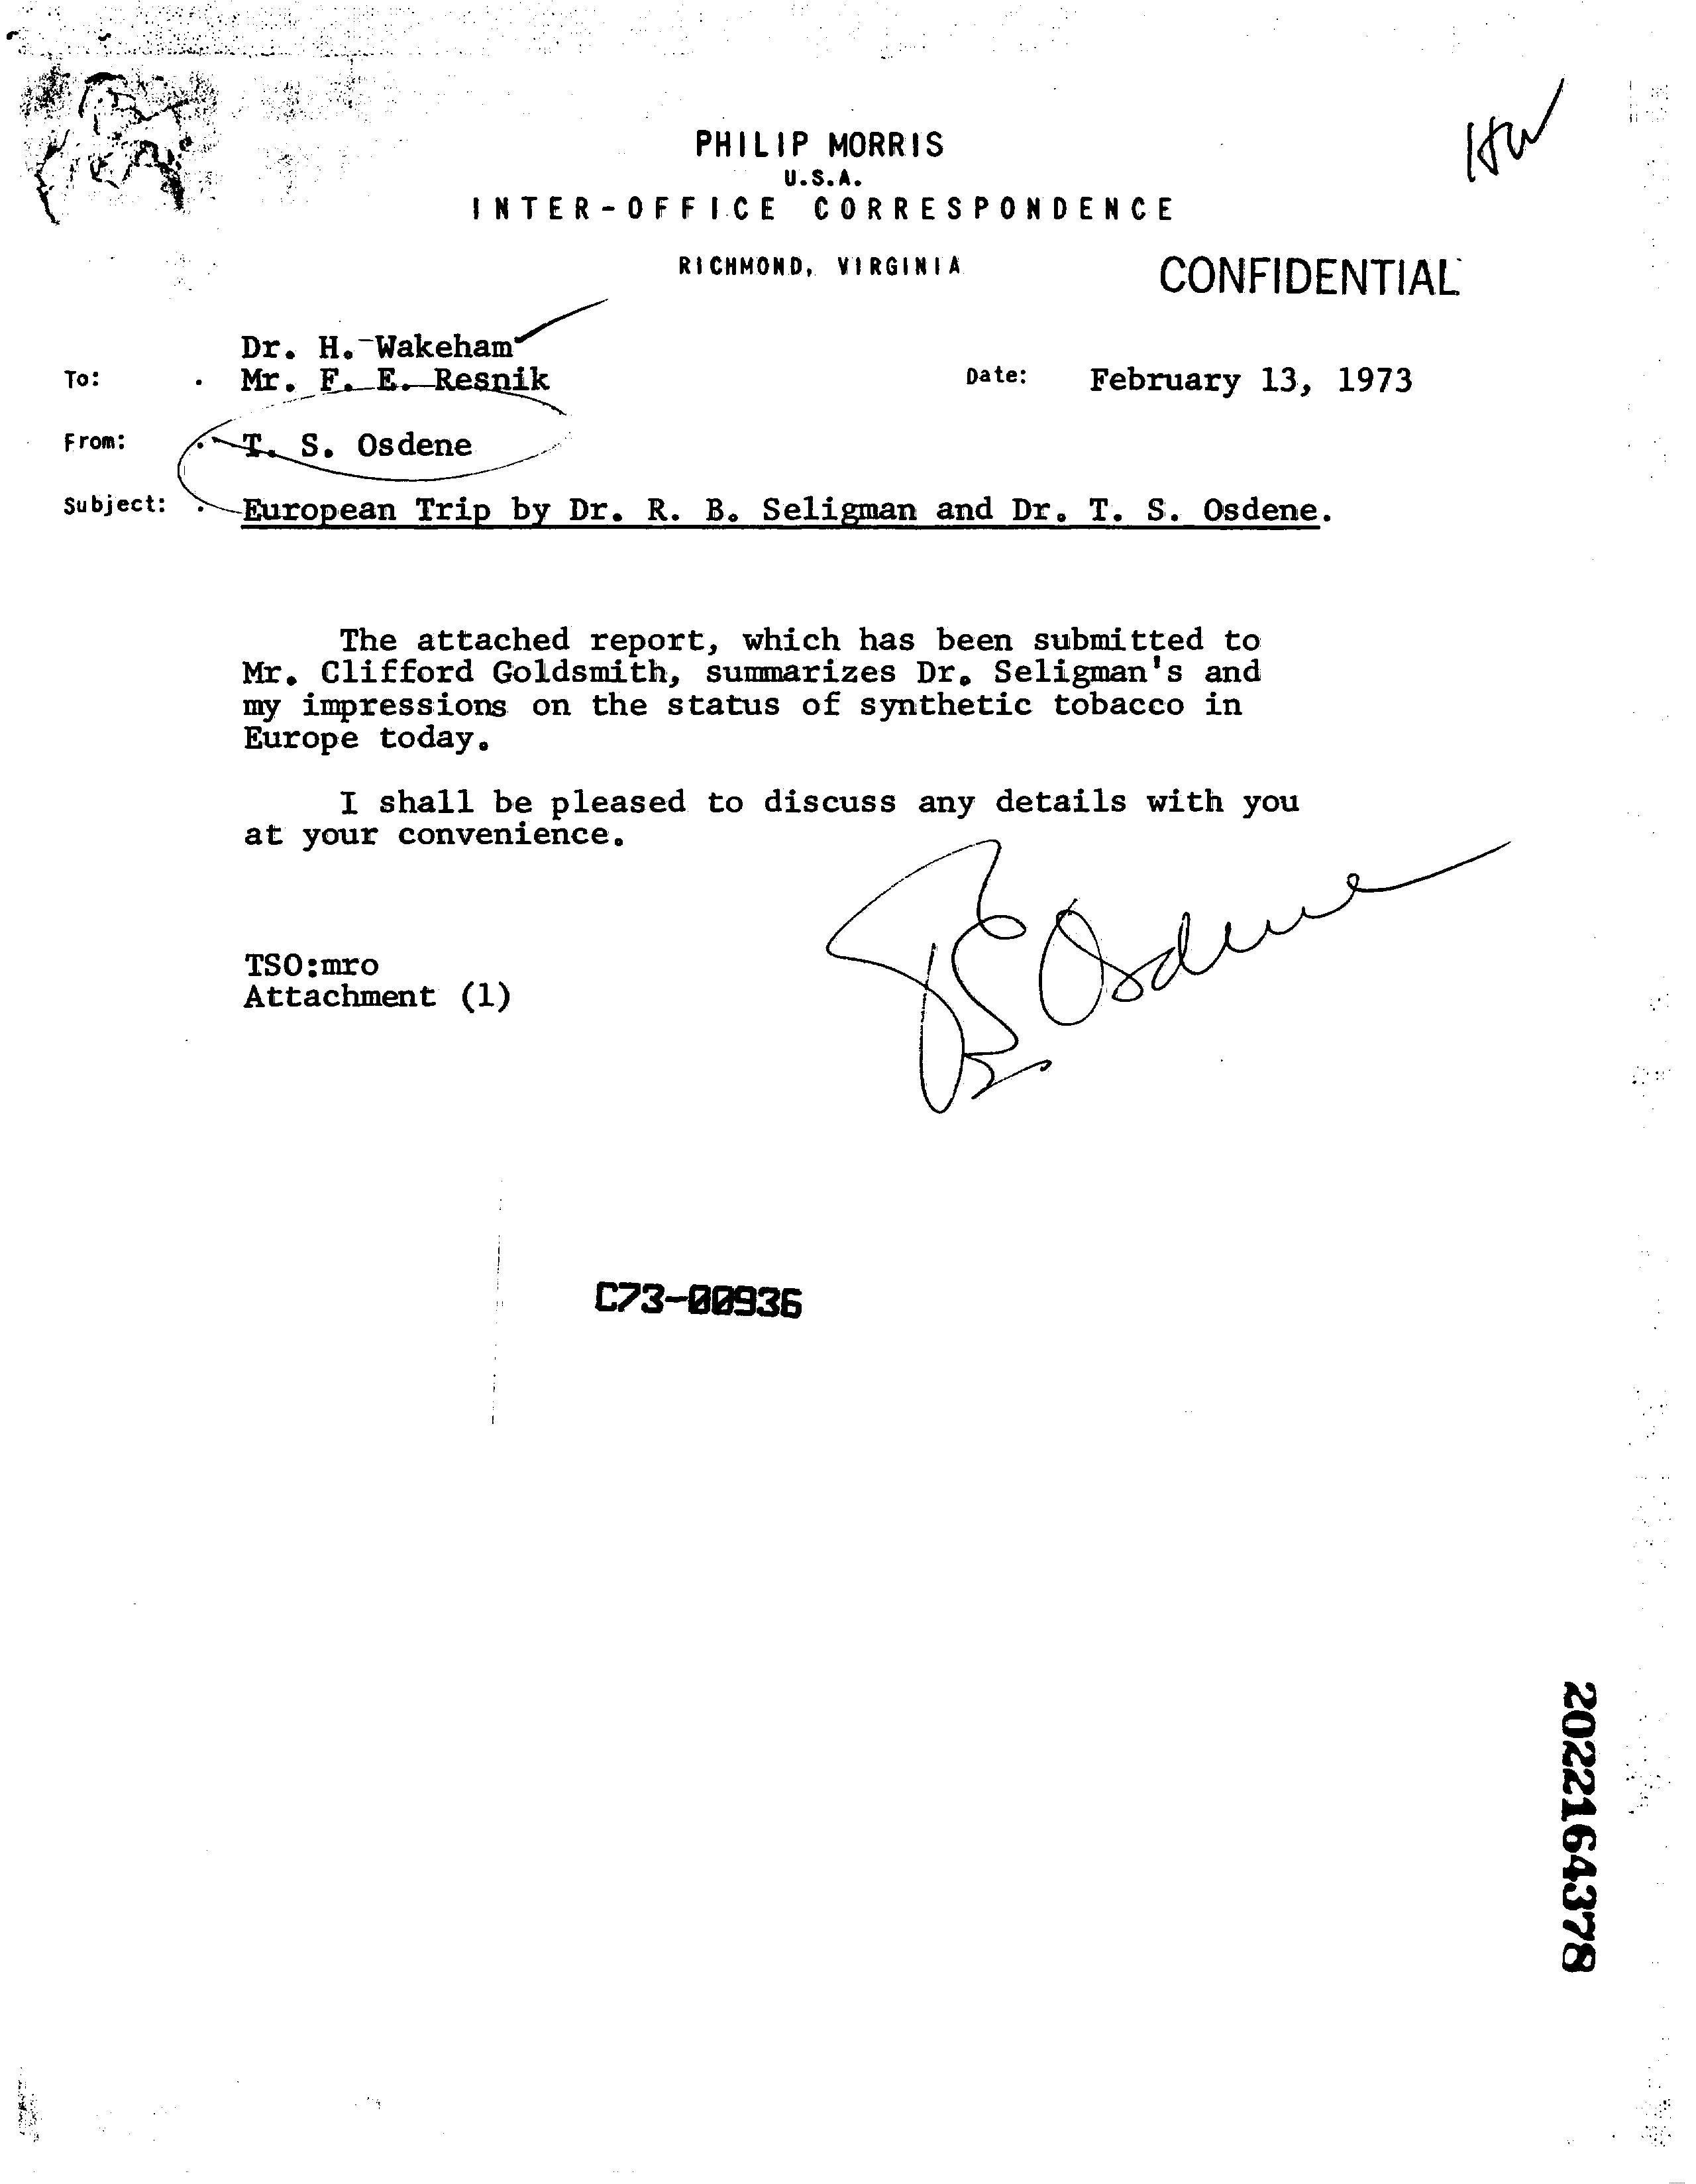 HW
PHILIP MORRIS
U.S.A.
INTER-OFFICE CORRESPONDENCE
RICHMOND, VIRGINIA
CONFIDENTIAL
Dr. H. Wakeham
To: Mr. F. E. Resnik Date: February 13, 1973
From: T. S. Osdene
Subject: European Trip by Dr. R. B. Seligman and Dr. T. S. Osdene.
The attached report, which has been submitted to
Mr. Clifford Goldsmith, summarizes Dr. Seligman's and
my impressions on the status of synthetic tobacco in
Europe today.
I shall be pleased to discuss any details with you
at your convenience.
TS Osdene
TSO:mro
Attachment (1)
C73-00936
2022164378